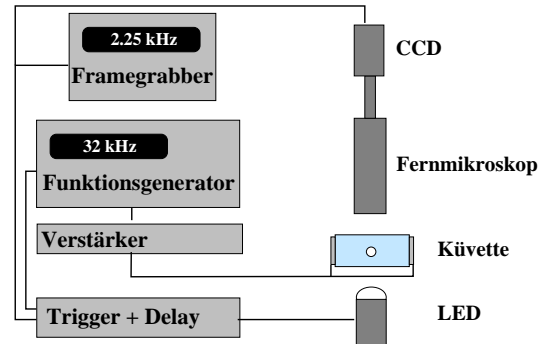 2.25 kHz
Framegrabber
CCD
32 kHz
Funktionsgenerator
Fernmikroskop
Verstärker
Küvette
Trigger + Delay
LED